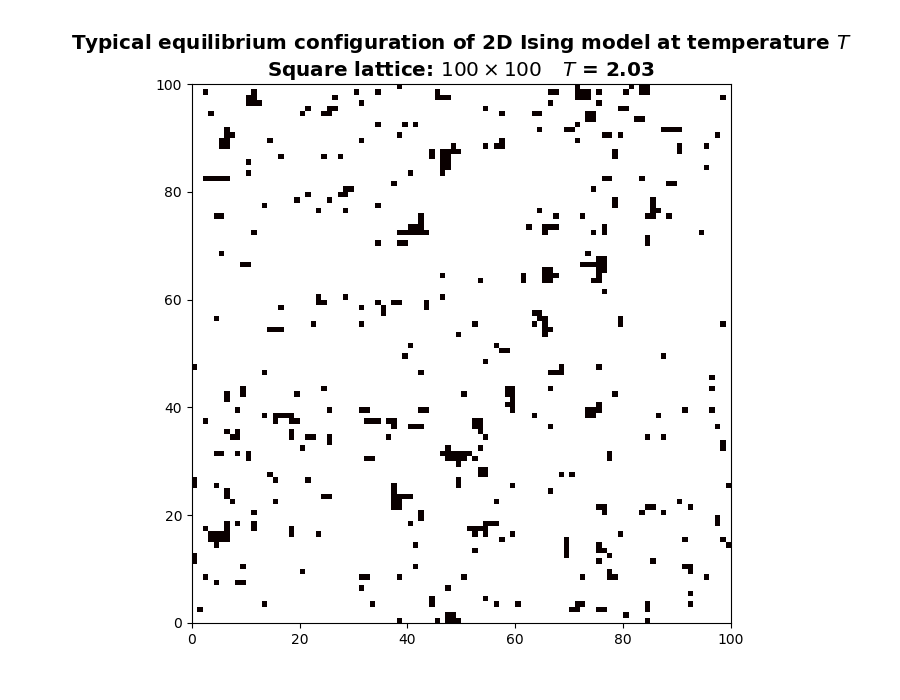 Typical equilibrium configuration of 2D Ising model at temperature T
Square lattice: 100 × 100 T = 2.03
100
80
60
40
20
0
0 20 40 60 80 100